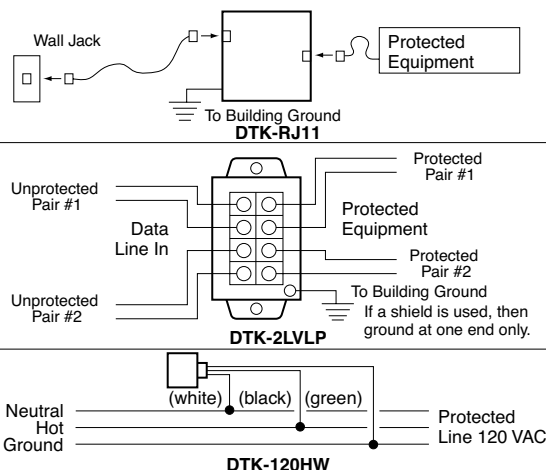 Wall Jack
Protected
Equipment
To Building Ground
DTK-RJ11
Unprotected
Pair #1
Data
Line In
Unprotected
Pair #2
Protected
Pair #1
Protected
Equipment
Protected
Pair #2
To Building Ground
If a shield is used, then
ground at one end only.
DTK-2LVLP
(white) (black) (green)
Neutral
Hot
Ground
Protected
Line 120 VAC
DTK-120HW